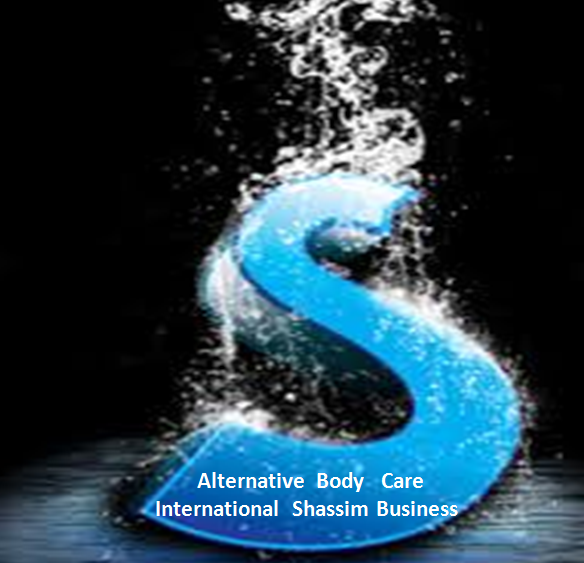 S
Alternative Body Care
International Shassim Business